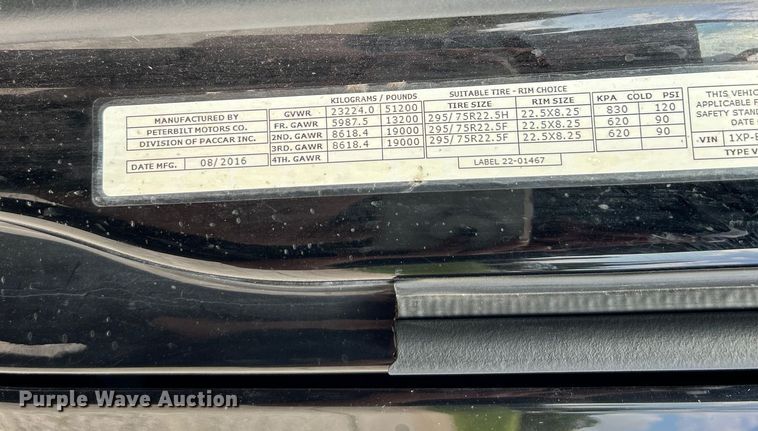 MANUFACTURED BY
PETERBILT MOTORS CO.
DIVISION OF PACCAR INC.
DATE MFG. 08/2016
KILOGRAMS / POUNDS
GVWR 23224.0 51200
FR. GAWR 5987.5 13200
2ND. GAWR 8618.4 19000
3RD. GAWR 8618.4 19000
4TH. GAWR
SUITABLE TIRE - RIM CHOICE
TIRE SIZE RIM SIZE
295/75R22.5H 22.5X8.25
295/75R22.5F 22.5X8.25
295/75R22.5F 22.5X8.25
LABEL 22-01467
KPA COLD PSI
830 120
620 90
620 90
THIS VEHIC
APPLICABLE F
SAFETY STAND
DATE
VIN 1XP-
TYPE V
Purple Wave Auction